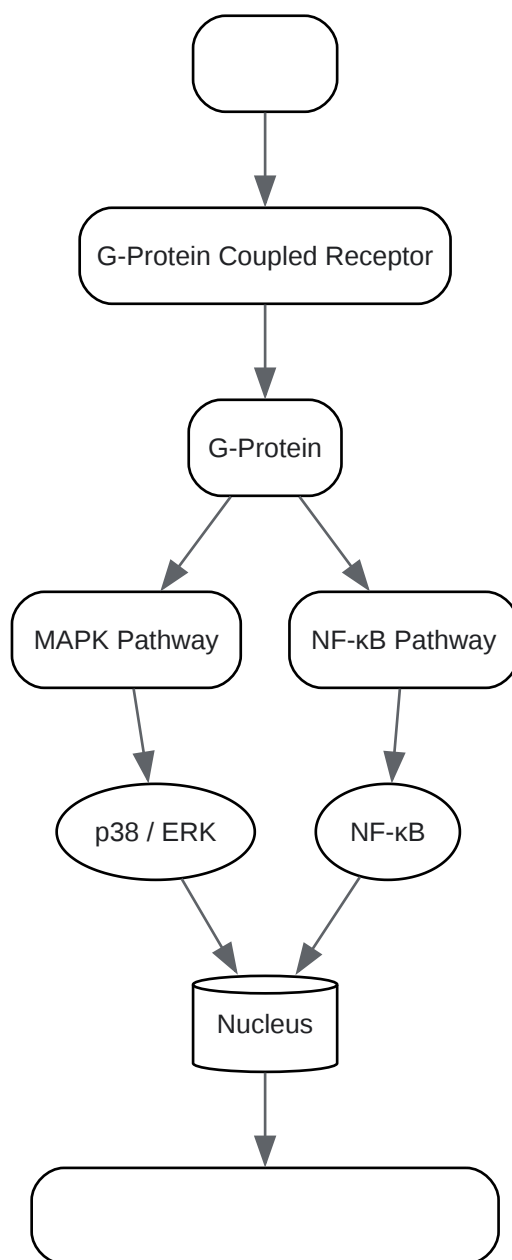 G-Protein Coupled Receptor
G-Protein
MAPK Pathway
NF-κB Pathway
p38 / ERK
NF-κB
Nucleus